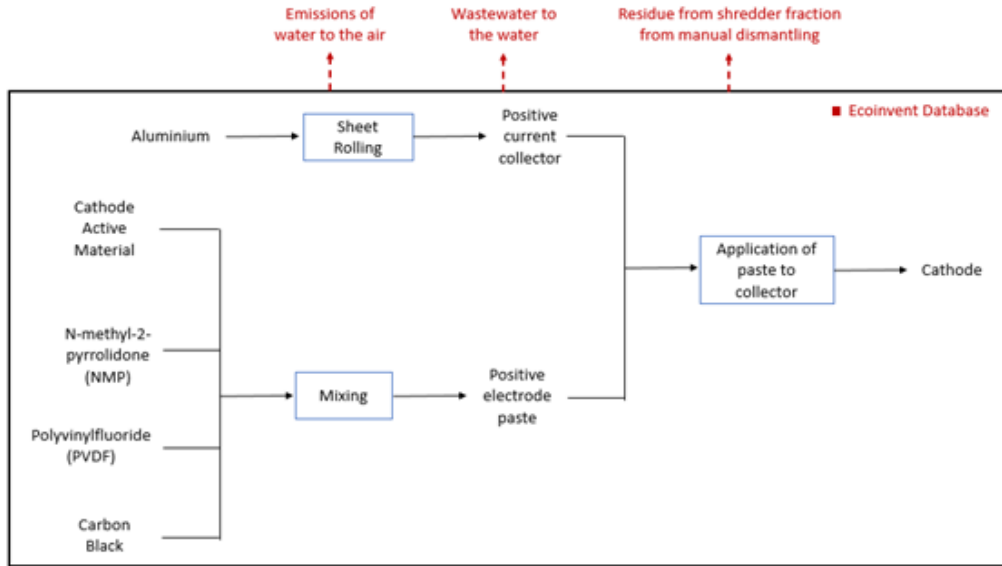 Emissions of
water to the air
Wastewater to
the water
Residue from shredder fraction
from manual dismantling
Ecoinvent Database
Aluminium
Sheet
Rolling
Positive
current
collector
Cathode
Active
Material
Application of
paste to
collector
Cathode
N-methyl-2-
pyrrolidone
(NMP)
Mixing
Positive
electrode
paste
Polyvinylfluoride
(PVDF)
Carbon
Black